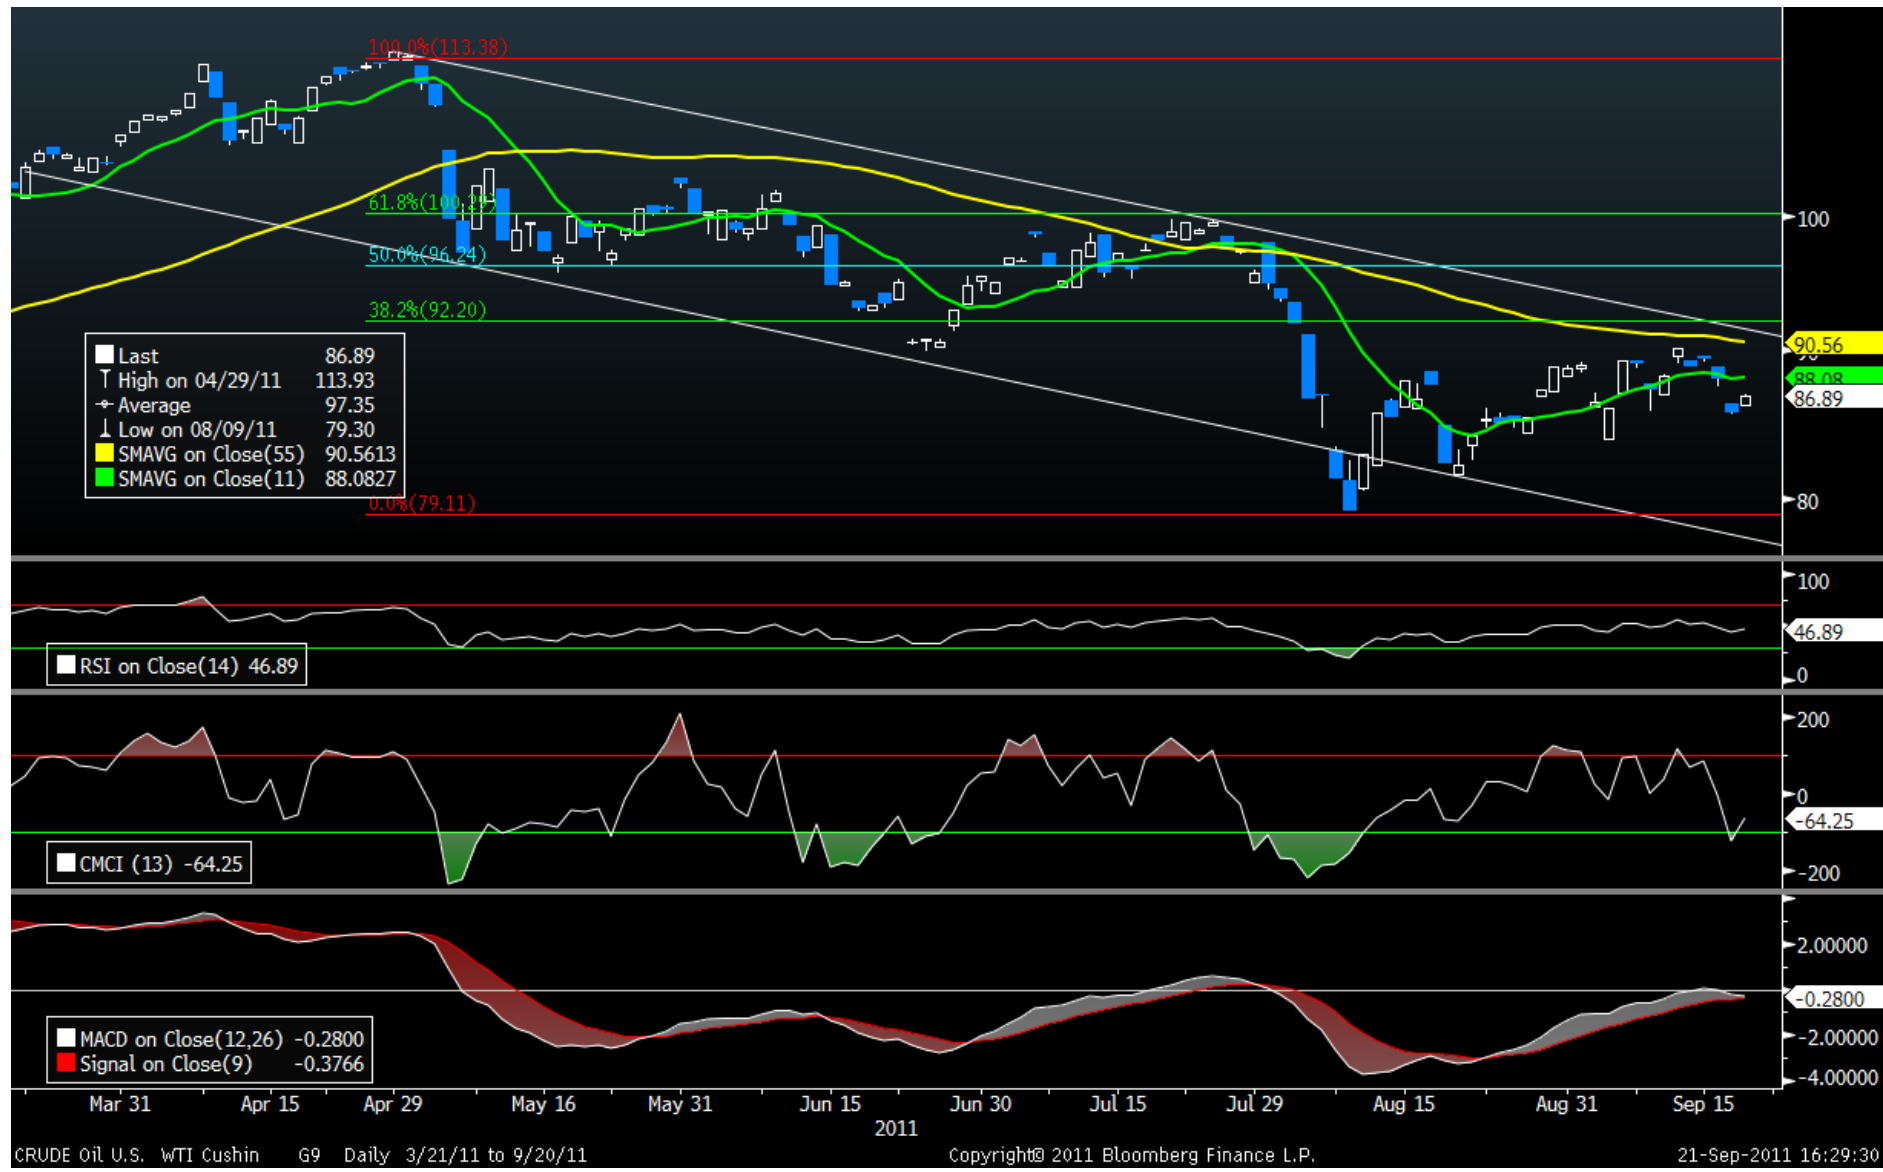 100.0%(113.38)
61.8%(100.29)
50.0%(96.24)
38.2%(92.20)
0.0%(79.11)
Last 86.89
High on 04/29/11 113.93
Average 97.35
Low on 08/09/11 79.30
SMAVG on Close(55) 90.5613
SMAVG on Close(11) 88.0827
100
90
90.56
88.08
86.89
80
RSI on Close(14) 46.89
100
46.89
0
CMCI (13) -64.25
200
0
-64.25
-200
MACD on Close(12,26) -0.2800
Signal on Close(9) -0.3766
2.00000
-0.2800
-2.00000
-4.00000
Mar 31 Apr 15 Apr 29 May 16 May 31 Jun 15 Jun 30 Jul 15 Jul 29 Aug 15 Aug 31 Sep 15
2011
CRUDE Oil U.S. WTI Cushin G9 Daily 3/21/11 to 9/20/11 Copyright© 2011 Bloomberg Finance L.P. 21-Sep-2011 16:29:30